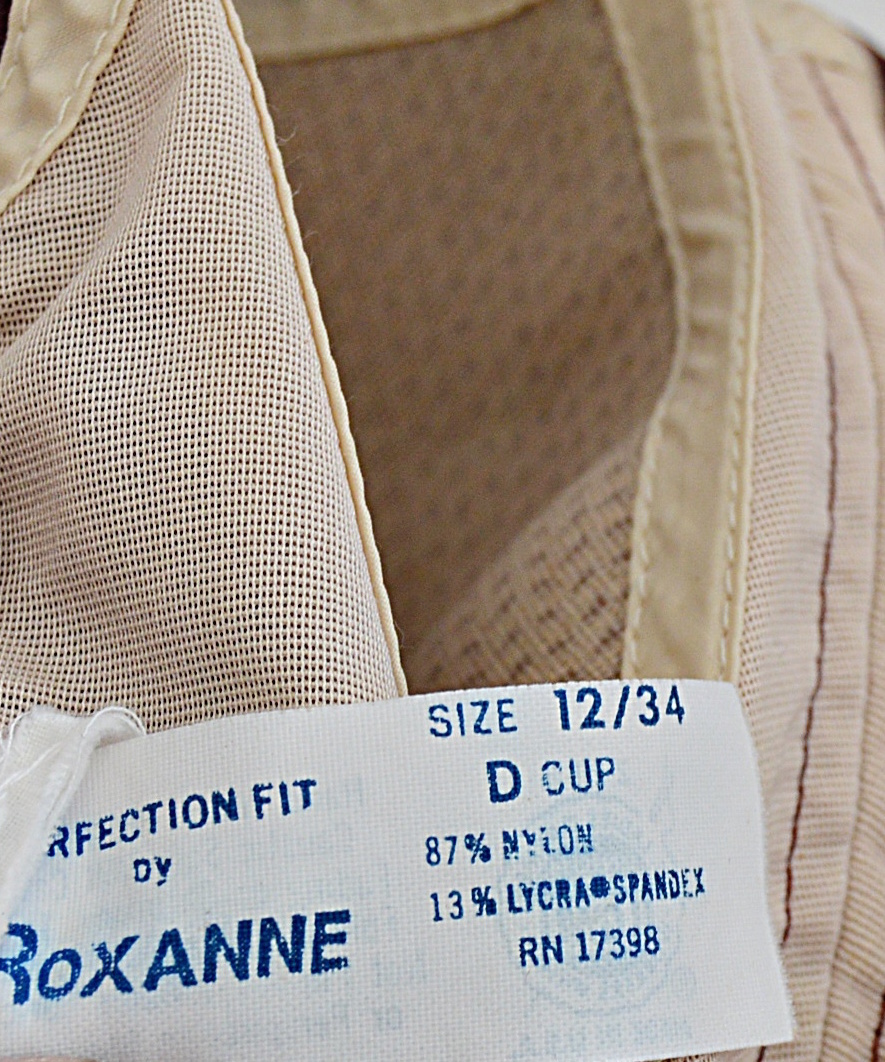 RFECTION FIT
by
ROXANNE
SIZE 12/34
D CUP
87% NYLON
13% LYCRA®SPANDEX
RN 17398